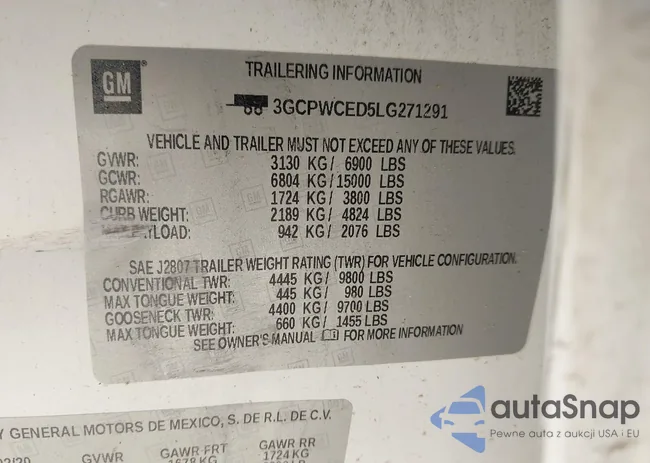 GM
TRAILERING INFORMATION
3GCPWCED5LG271291
VEHICLE AND TRAILER MUST NOT EXCEED ANY OF THESE VALUES.
GVWR: 3130 KG/ 6900 LBS
GCWR: 6804 KG/ 15000 LBS
RGAWR: 1724 KG/ 3800 LBS
CURB WEIGHT: 2189 KG/ 4824 LBS
YLOAD: 942 KG/ 2076 LBS
SAE J2807 TRAILER WEIGHT RATING (TWR) FOR VEHICLE CONFIGURATION.
CONVENTIONAL TWR: 4445 KG/ 9800 LBS
MAX TONGUE WEIGHT: 445 KG/ 980 LBS
GOOSENECK TWR: 4400 KG/ 9700 LBS
MAX TONGUE WEIGHT: 660 KG/ 1455 LBS
SEE OWNER'S MANUAL FOR MORE INFORMATION
Y GENERAL MOTORS DE MEXICO, S. DE R.L. DE C.V.
GVWR GAWR FRT GAWR RR
1678 KG 1724 KG
autaSnap
Pewne auta z aukcji USA i EU